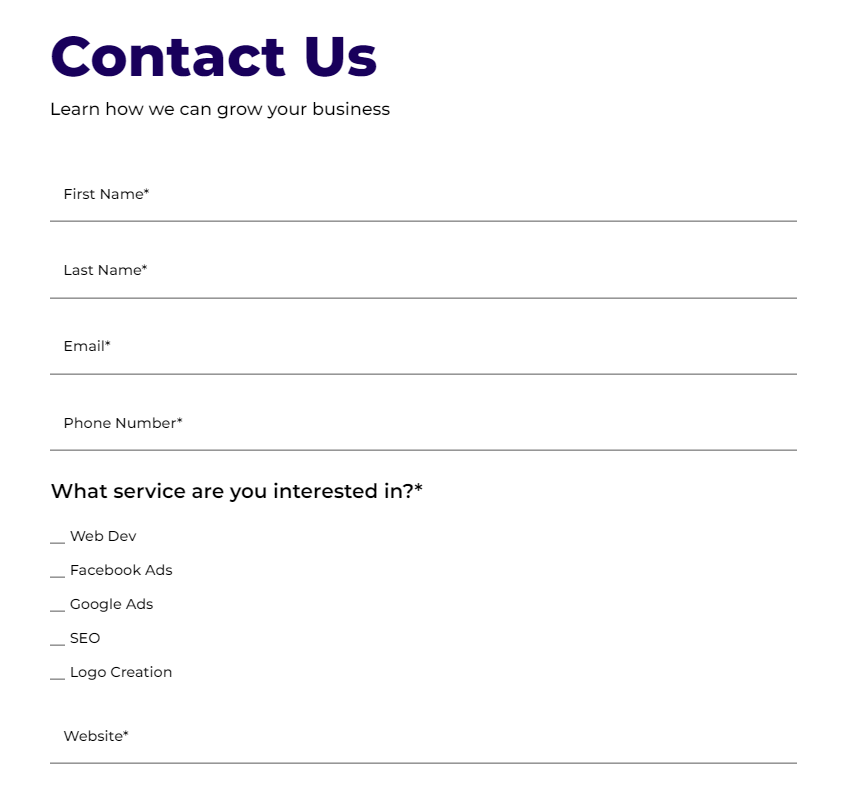 Contact Us
Learn how we can grow your business
First Name*
Last Name*
Email*
Phone Number*
What service are you interested in?*
__ Web Dev
__ Facebook Ads
__ Google Ads
__ SEO
__ Logo Creation
Website*